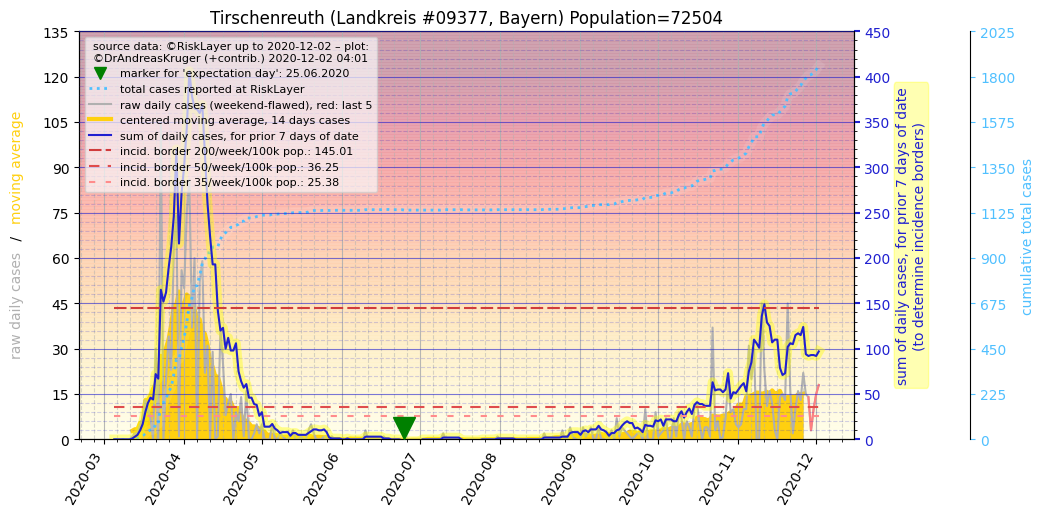 Tirschenreuth (Landkreis #09377, Bayern) Population=72504
source data: ©RiskLayer up to 2020-12-02 – plot:
©DrAndreasKruger (+contrib.) 2020-12-02 04:01
marker for 'expectation day': 25.06.2020
total cases reported at RiskLayer
raw daily cases (weekend-flawed), red: last 5
centered moving average, 14 days cases
sum of daily cases, for prior 7 days of date
incid. border 200/week/100k pop.: 145.01
incid. border 50/week/100k pop.: 36.25
incid. border 35/week/100k pop.: 25.38
raw daily cases / moving average
135
120
105
90
75
60
45
30
15
0
450
400
350
300
250
200
150
100
50
0
sum of daily cases, for prior 7 days of date
(to determine incidence borders)
2025
1800
1575
1350
1125
900
675
450
225
0
cumulative total cases
2020-03
2020-04
2020-05
2020-06
2020-07
2020-08
2020-09
2020-10
2020-11
2020-12